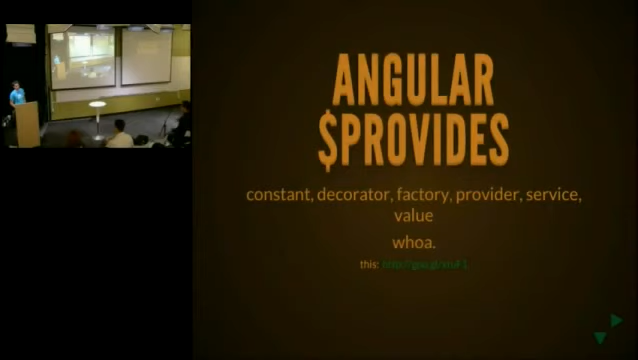 ANGULAR
$PROVIDES
constant, decorator, factory, provider, service,
value
whoa.
this: